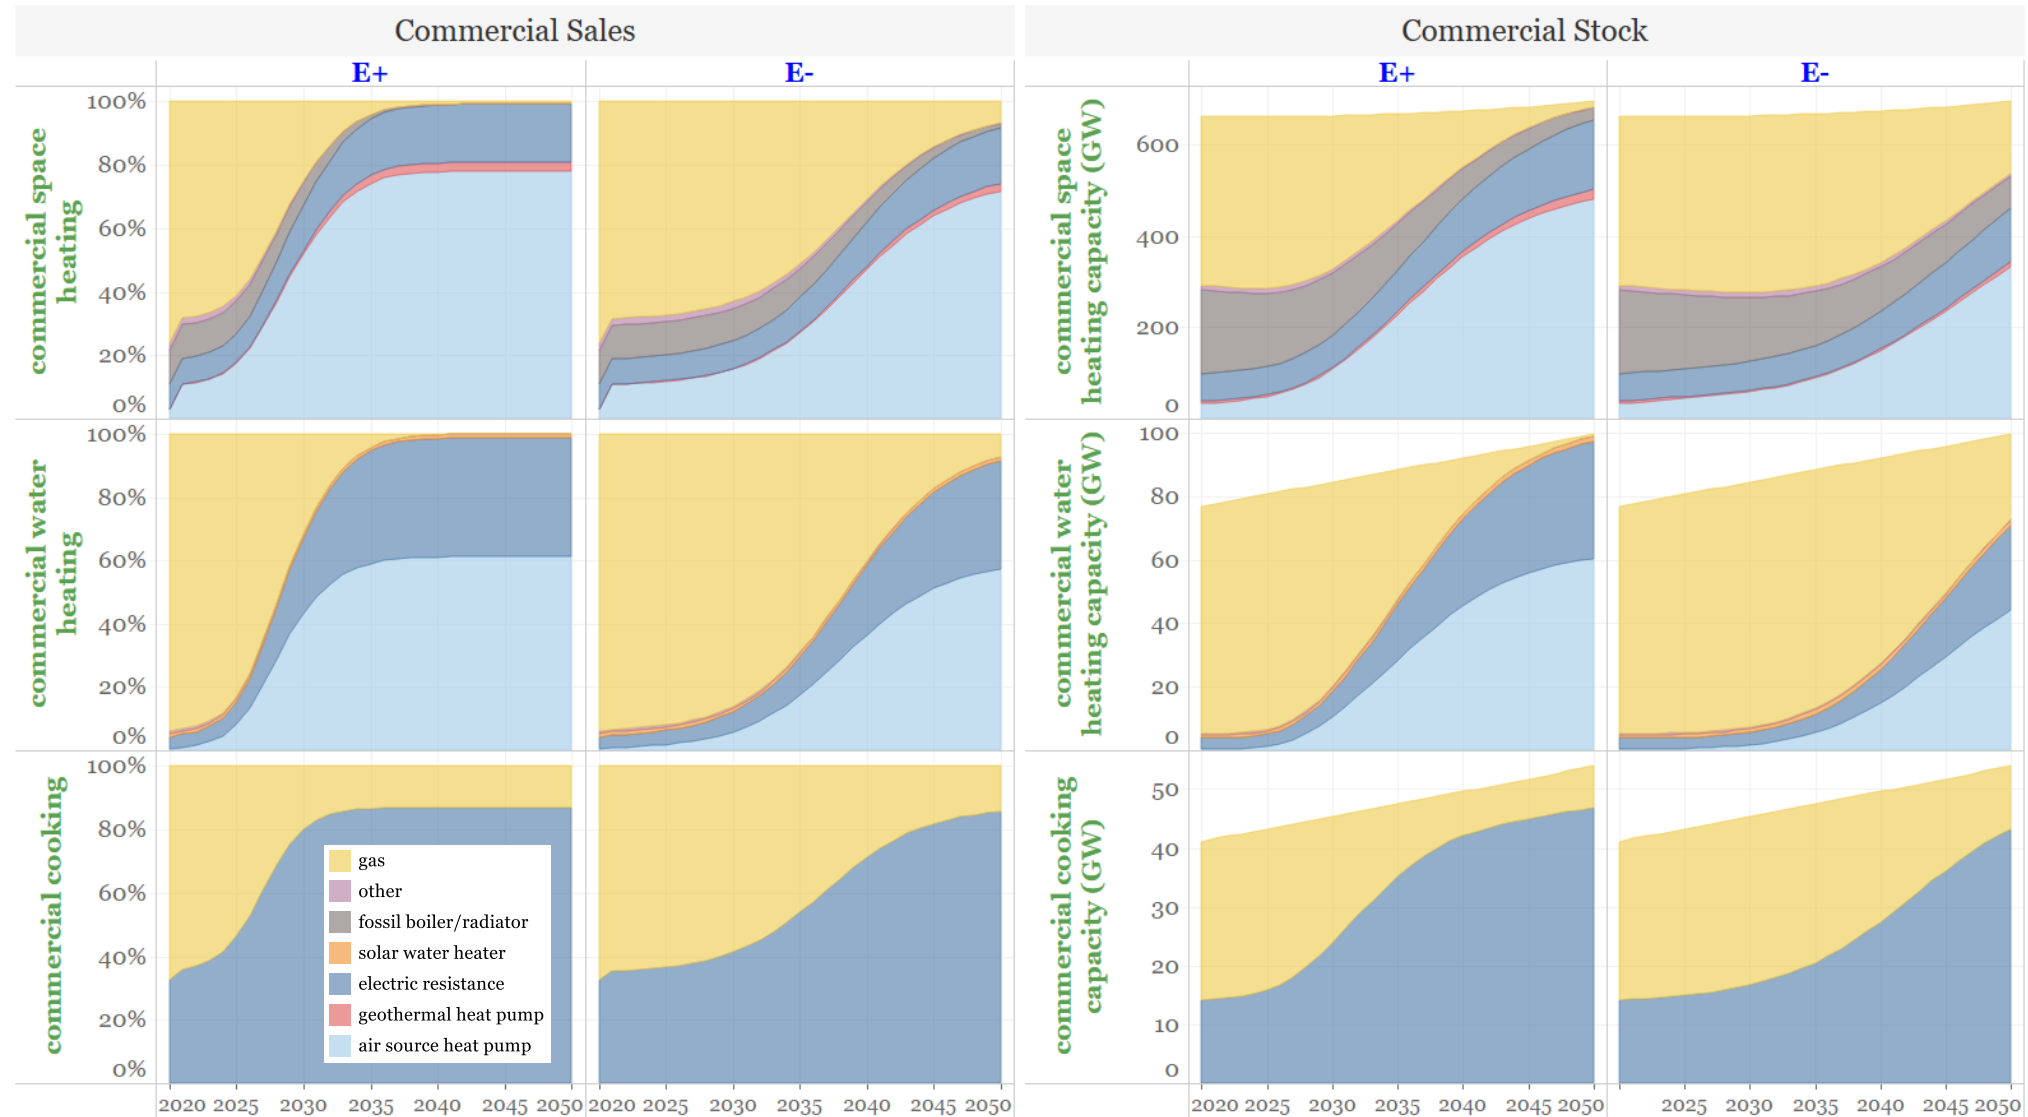 Commercial Sales
Commercial Stock
E+
E-
E+
E-
commercial space
heating
100%
80%
60%
40%
20%
0%
commercial space
heating capacity (GW)
600
400
200
0
commercial water
heating
100%
80%
60%
40%
20%
0%
commercial water
heating capacity (GW)
100
80
60
40
20
0
commercial cooking
100%
80%
60%
40%
20%
0%
gas
other
fossil boiler/radiator
solar water heater
electric resistance
geothermal heat pump
air source heat pump
commercial cooking
capacity (GW)
50
40
30
20
10
0
2020 2025 2030 2035 2040 2045 2050
2020 2025 2030 2035 2040 2045 2050
2020 2025 2030 2035 2040 2045 2050
2025 2030 2035 2040 2045 2050